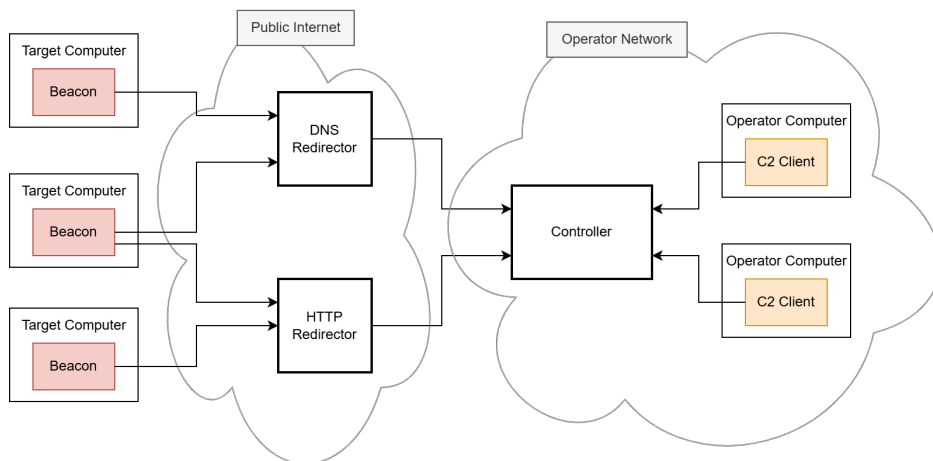 Public Internet
Operator Network
Target Computer
Beacon
DNS
Redirector
Operator Computer
C2 Client
Target Computer
Beacon
Controller
Operator Computer
C2 Client
HTTP
Redirector
Target Computer
Beacon